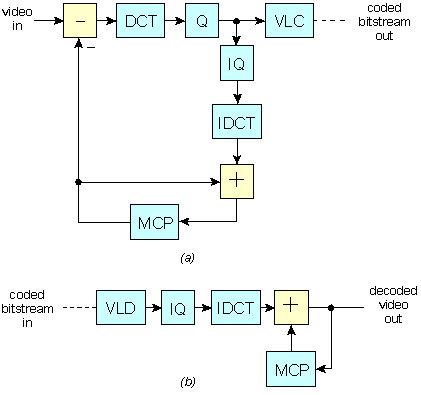 video
in
−
−
DCT
Q
VLC
coded
bitstream
out
IQ
IDCT
+
MCP
(a)
coded
bitstream
in
VLD
IQ
IDCT
+
decoded
video
out
MCP
(b)